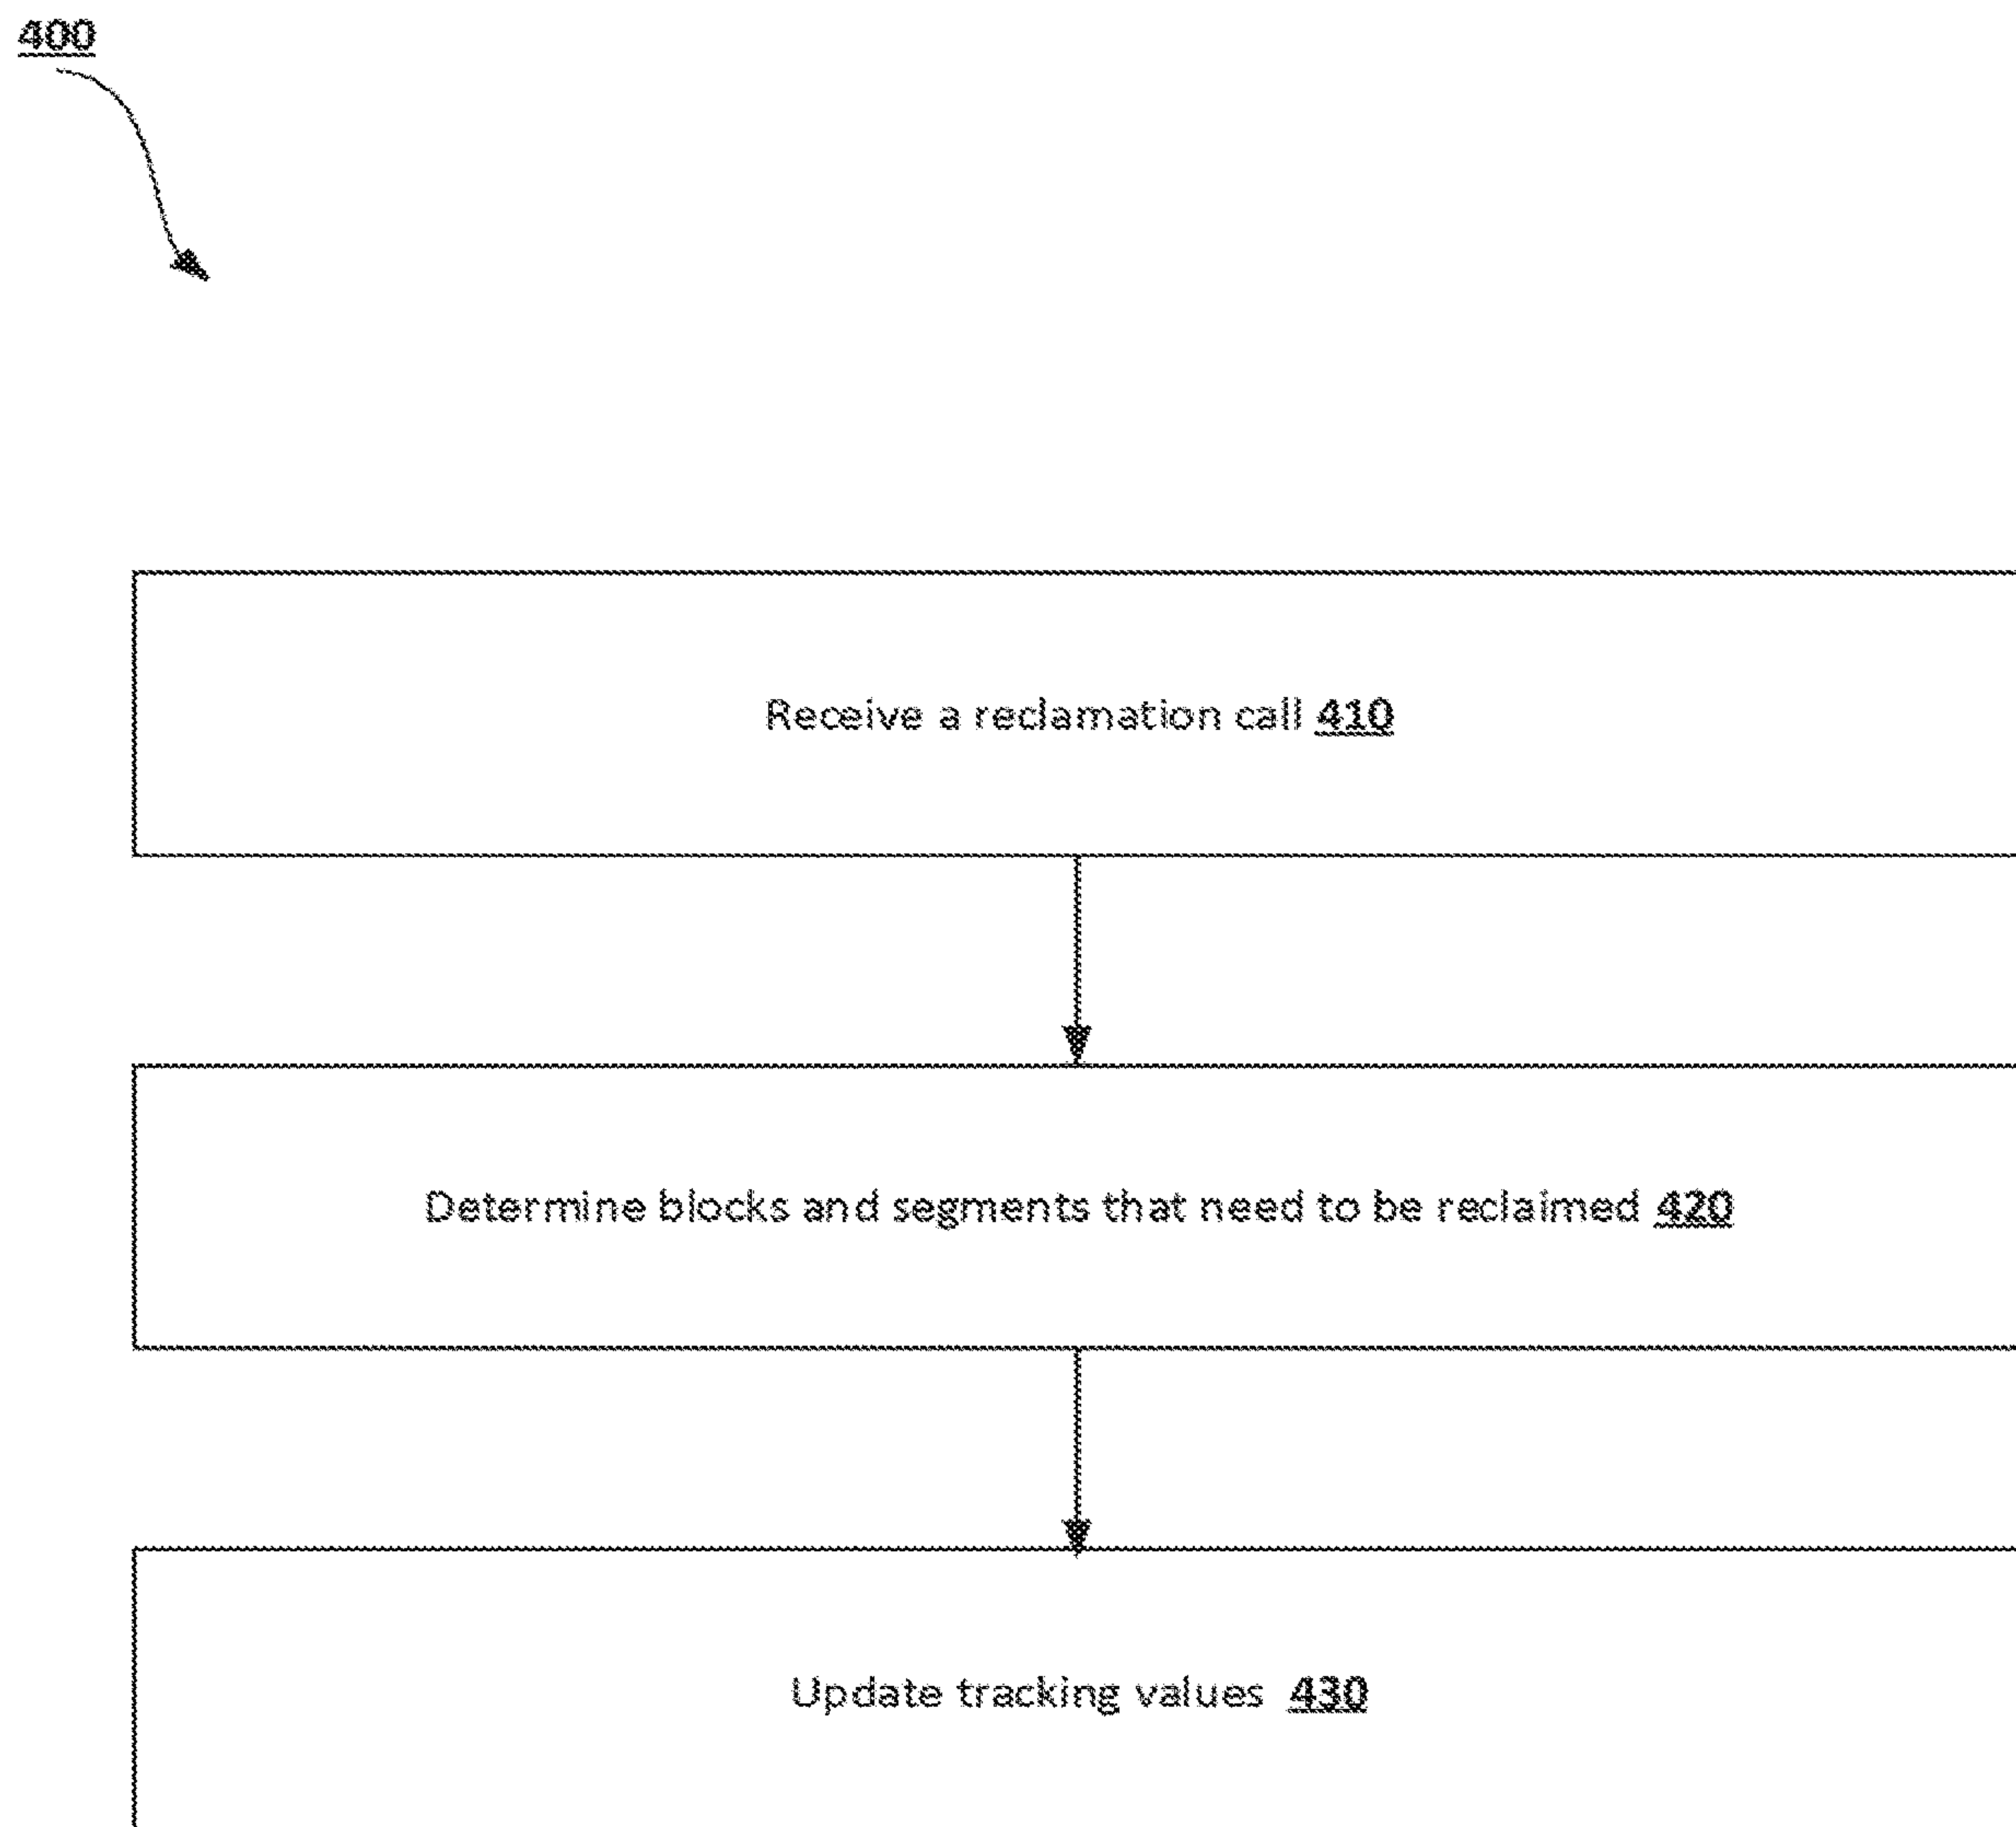 400
Receive a reclamation call 410
Determine blocks and segments that need to be reclaimed 420
Update tracking values 430